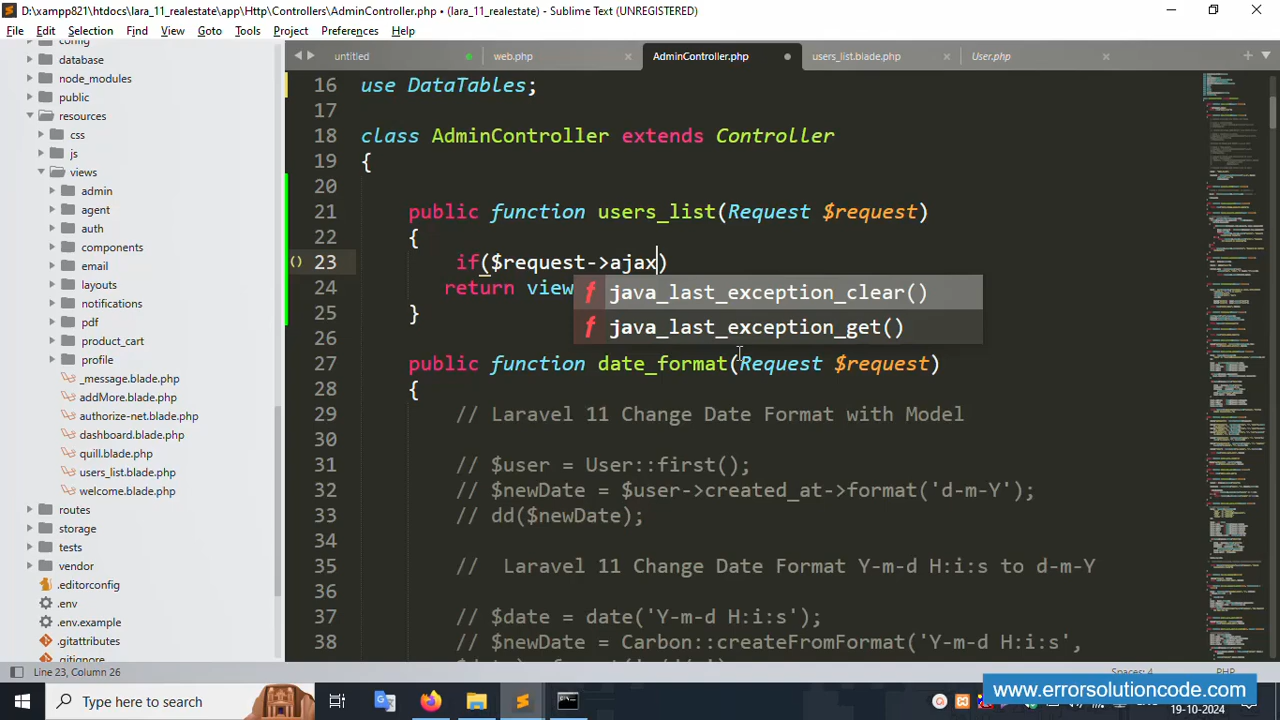 D:\xampp821\htdocs\lara_11_realestate\app\Http\Controllers\AdminController.php • (lara_11_realestate) - Sublime Text (UNREGISTERED)
File Edit Selection Find View Goto Tools Project Preferences Help
untitled web.php AdminController.php users_list.blade.php User.php
config
database
node_modules
public
resources
css
js
views
admin
agent
auth
components
email
layouts
notifications
pdf
product_cart
profile
_message.blade.php
addMore.blade.php
authorize-net.blade.php
dashboard.blade.php
quill.blade.php
users_list.blade.php
welcome.blade.php
routes
storage
tests
vendor
.editorconfig
.env
.env.example
.gitattributes
.gitignore
16 use DataTables;
17
18 class AdminController extends Controller
19 {
20
21 public function users_list(Request $request)
22 {
23 if($request->ajax)
24 return view
25 }
26
27 public function date_format(Request $request)
28 {
29 // Laravel 11 Change Date Format with Model
30
31 // $user = User::first();
32 // $newDate = $user->created_at->format('d-m-Y');
33 // dd($newDate);
34
35 // Laravel 11 Change Date Format Y-m-d H:i:s to d-m-Y
36
37 // $date = date('Y-m-d H:i:s');
38 // $newDate = Carbon::createFromFormat('Y-m-d H:i:s',
f java_last_exception_clear()
f java_last_exception_get()
Line 23, Column 26
Spaces: 4
PHP
Type here to search
www.errorsolutioncode.com
19-10-2024